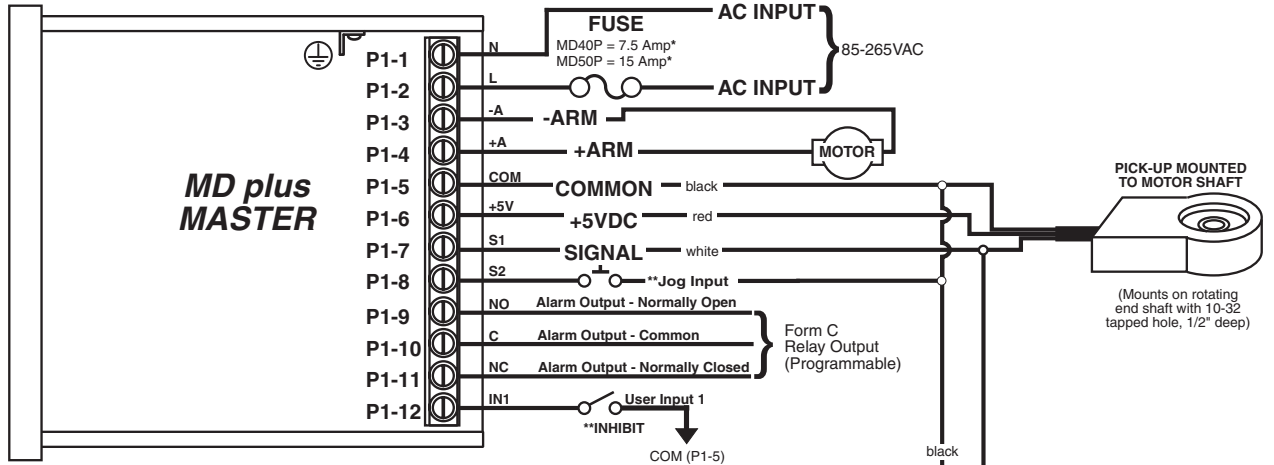 MD plus
MASTER
P1-1
P1-2
P1-3
P1-4
P1-5
P1-6
P1-7
P1-8
P1-9
P1-10
P1-11
P1-12
N
L
-A
+A
COM
+5V
S1
S2
NO
C
NC
IN1
FUSE
MD40P = 7.5 Amp*
MD50P = 15 Amp*
AC INPUT
AC INPUT
85-265VAC
-ARM
+ARM
MOTOR
COMMON
black
+5VDC
red
SIGNAL
white
**Jog Input
Alarm Output - Normally Open
Alarm Output - Common
Alarm Output - Normally Closed
Form C
Relay Output
(Programmable)
User Input 1
**INHIBIT
COM (P1-5)
black
PICK-UP MOUNTED
TO MOTOR SHAFT
(Mounts on rotating
end shaft with 10-32
tapped hole, 1/2" deep)